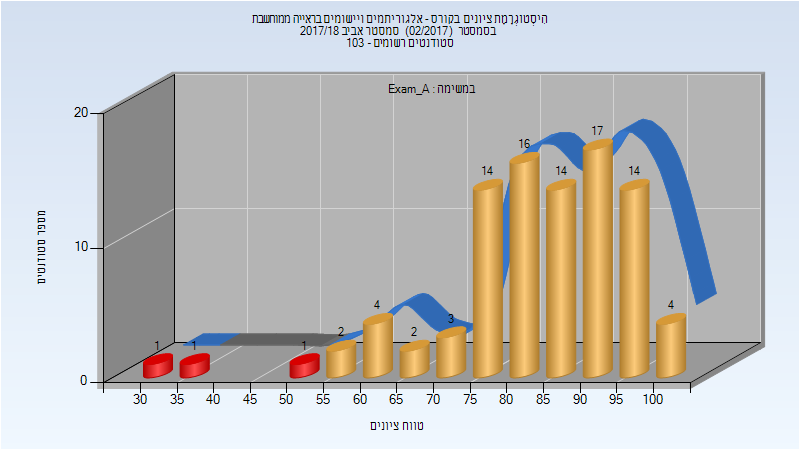 היסטוגרמת ציונים בקורס - אלגוריתמים ויישומים בראייה ממוחשבת
בסמסטר (02/2017) סמסטר אביב 2017/18
סטודנטים רשומים - 103
במשימה : Exam_A
20
10
0
מספר סטודנטים
1 1 1 2 4 2 3 14 16 14 17 14 4
30 35 40 45 50 55 60 65 70 75 80 85 90 95 100
טווח ציונים